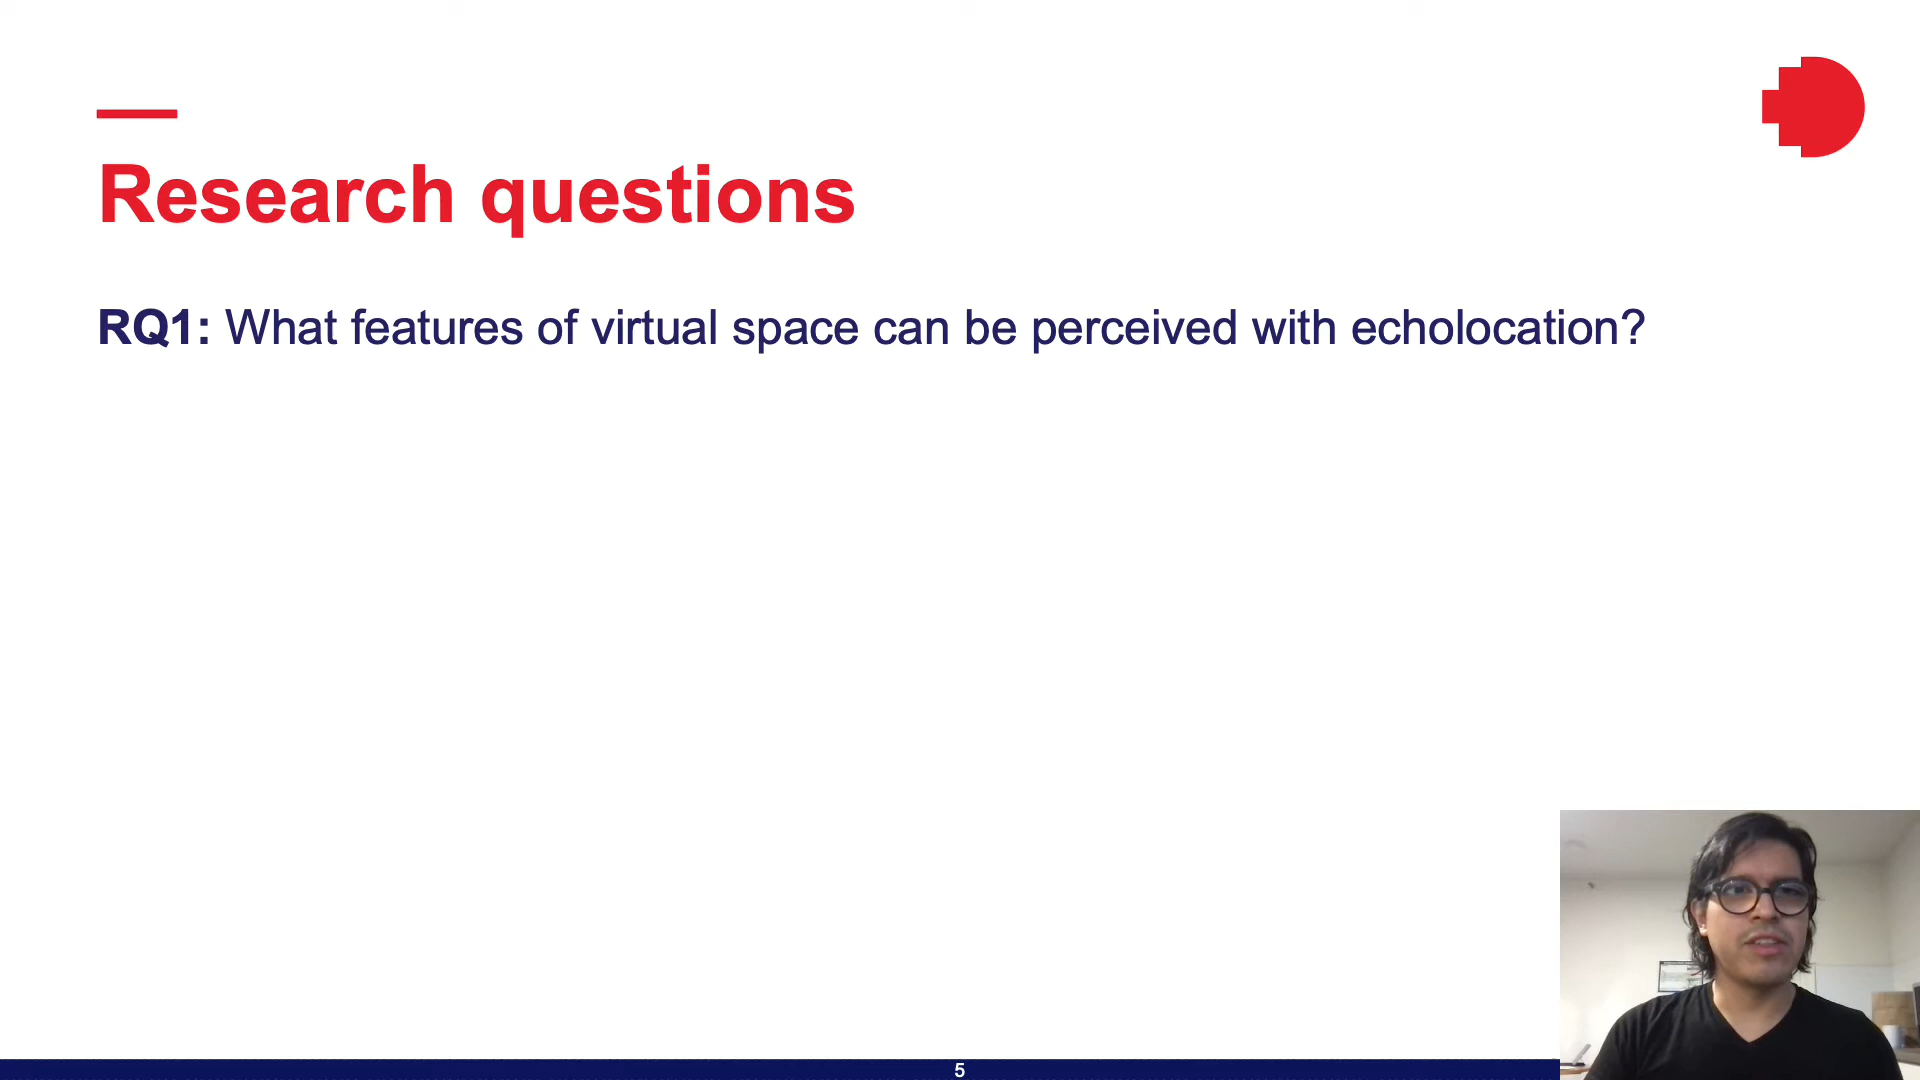 Research questions
RQ1: What features of virtual space can be perceived with echolocation?
5